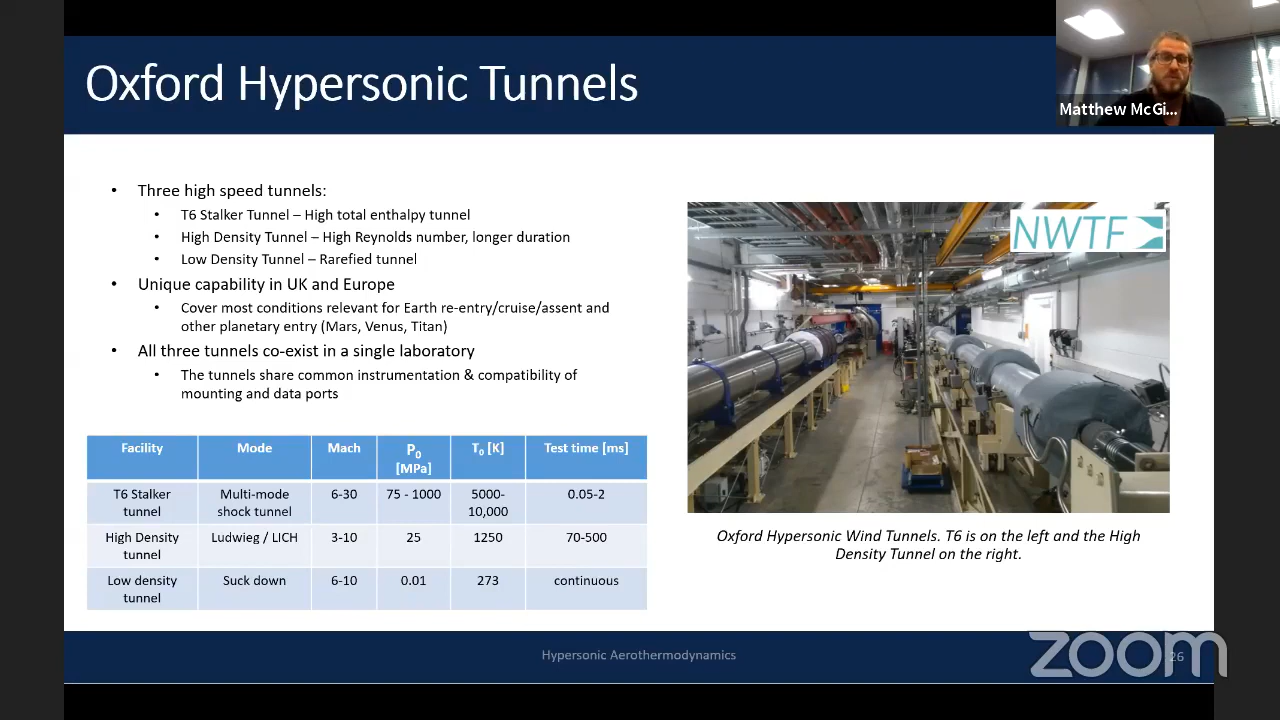 Oxford Hypersonic Tunnels
Matthew McGi...
• Three high speed tunnels:
• T6 Stalker Tunnel – High total enthalpy tunnel
• High Density Tunnel – High Reynolds number, longer duration
• Low Density Tunnel – Rarefied tunnel
• Unique capability in UK and Europe
• Cover most conditions relevant for Earth re-entry/cruise/assent and
other planetary entry (Mars, Venus, Titan)
• All three tunnels co-exist in a single laboratory
• The tunnels share common instrumentation & compatibility of
mounting and data ports
NWTF
Facility Mode Mach P₀ T₀ [K] Test time [ms]
[MPa]
T6 Stalker Multi-mode 6-30 75 - 1000 5000- 0.05-2
tunnel shock tunnel 10,000
High Density Ludwieg / LICH 3-10 25 1250 70-500
tunnel
Low density Suck down 6-10 0.01 273 continuous
tunnel
Oxford Hypersonic Wind Tunnels. T6 is on the left and the High
Density Tunnel on the right.
Hypersonic Aerothermodynamics
26
zoom